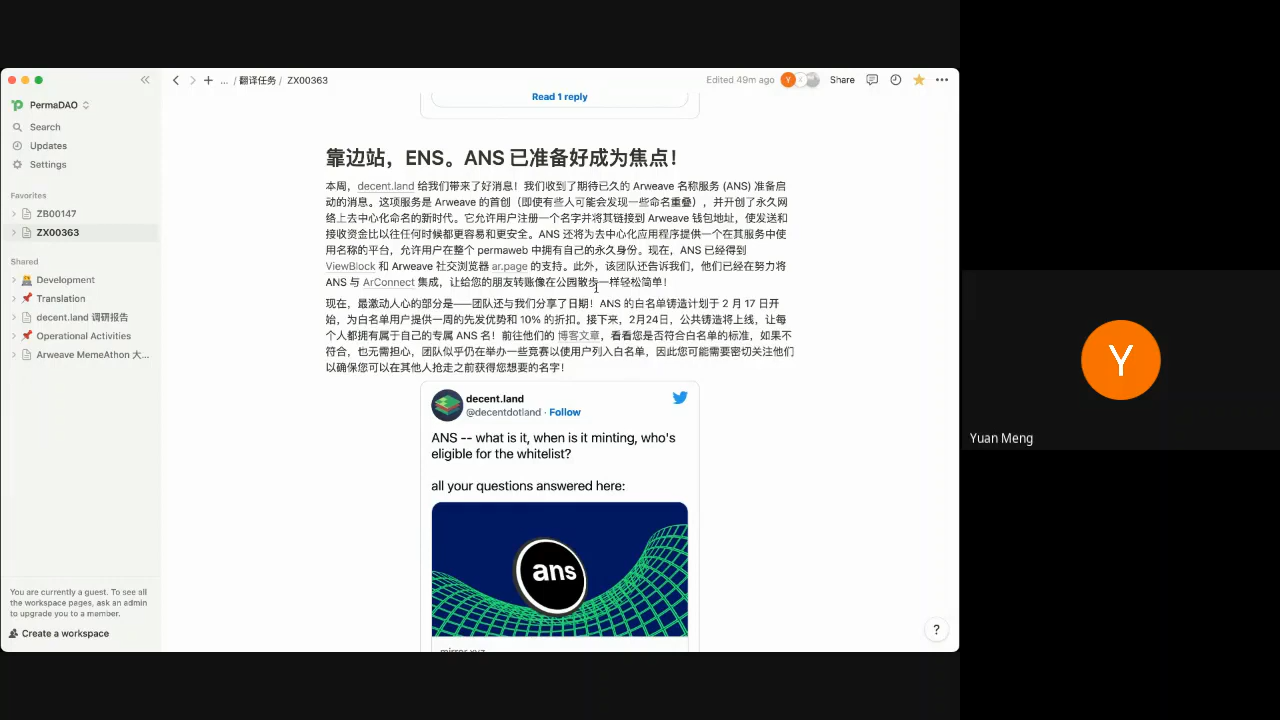 ... / 翻译任务 / ZX00363
Edited 49m ago
Y
Share
PermaDAO
Search
Updates
Settings
Favorites
ZB00147
ZX00363
Shared
Development
Translation
decent.land 调研报告
Operational Activities
Arweave MemeAthon 大...
You are currently a guest. To see all
the workspace pages, ask an admin
to upgrade you to a member.
Create a workspace
Read 1 reply
靠边站，ENS。ANS 已准备好成为焦点！
本周，decent.land 给我们带来了好消息！我们收到了期待已久的 Arweave 名称服务 (ANS) 准备启
动的消息。这项服务是 Arweave 的首创（即使有些人可能会发现一些命名重叠），并开创了永久网
络上去中心化命名的新时代。它允许用户注册一个名字并将其链接到 Arweave 钱包地址，使发送和
接收资金比以往任何时候都更容易和更安全。ANS 还将为去中心化应用程序提供一个在其服务中使
用名称的平台，允许用户在整个 permaweb 中拥有自己的永久身份。现在，ANS 已经得到
ViewBlock 和 Arweave 社交浏览器 ar.page 的支持。此外，该团队还告诉我们，他们已经在努力将
ANS 与 ArConnect 集成，让给您的朋友转账像在公园散步一样轻松简单！
现在，最激动人心的部分是——团队还与我们分享了日期！ANS 的白名单铸造计划于 2 月 17 日开
始，为白名单用户提供一周的先发优势和 10% 的折扣。接下来，2月24日，公共铸造将上线，让每
个人都拥有属于自己的专属 ANS 名！前往他们的 博客文章，看看您是否符合白名单的标准，如果不
符合，也无需担心，团队似乎仍在举办一些竞赛以使用户列入白名单，因此您可能需要密切关注他们
以确保您可以在其他人抢走之前获得您想要的名字！
decent.land
@decentdotland · Follow
ANS -- what is it, when is it minting, who's
eligible for the whitelist?
all your questions answered here:
ans
mirror.xyz
?
Y
Yuan Meng